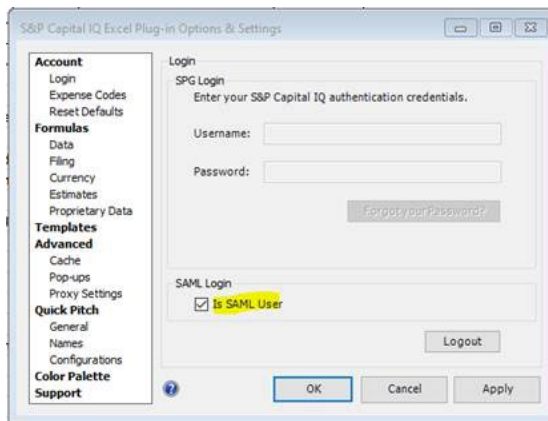 S&P Capital IQ Excel Plug-in Options & Settings
Account
Login
Expense Codes
Reset Defaults
Formulas
Data
Filing
Currency
Estimates
Proprietary Data
Templates
Advanced
Cache
Pop-ups
Proxy Settings
Quick Pitch
General
Names
Configurations
Color Palette
Support
Login
SPG Login
Enter your S&P Capital IQ authentication credentials.
Username:
Password:
Forgot your Password?
SAML Login
Is SAML User
Logout
OK Cancel Apply